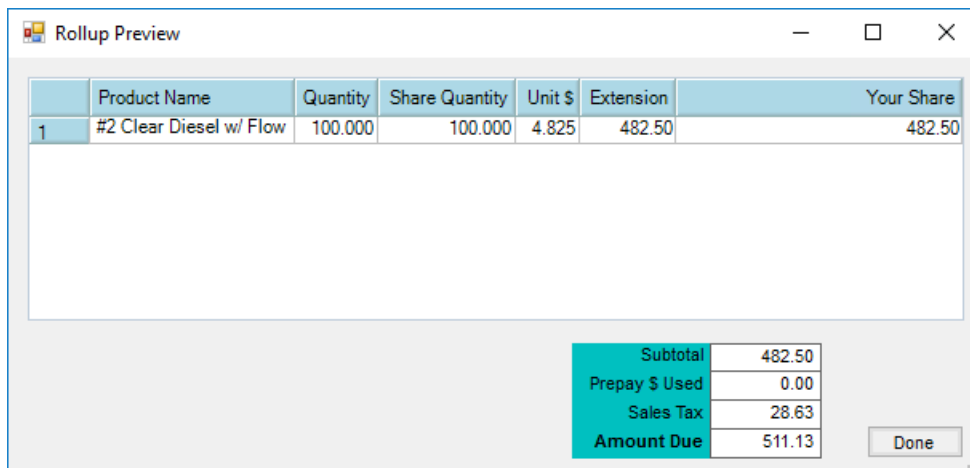 Rollup Preview
Product Name Quantity Share Quantity Unit $ Extension Your Share
1 #2 Clear Diesel w/ Flow 100.000 100.000 4.825 482.50 482.50
Subtotal 482.50
Prepay $ Used 0.00
Sales Tax 28.63
Amount Due 511.13
Done